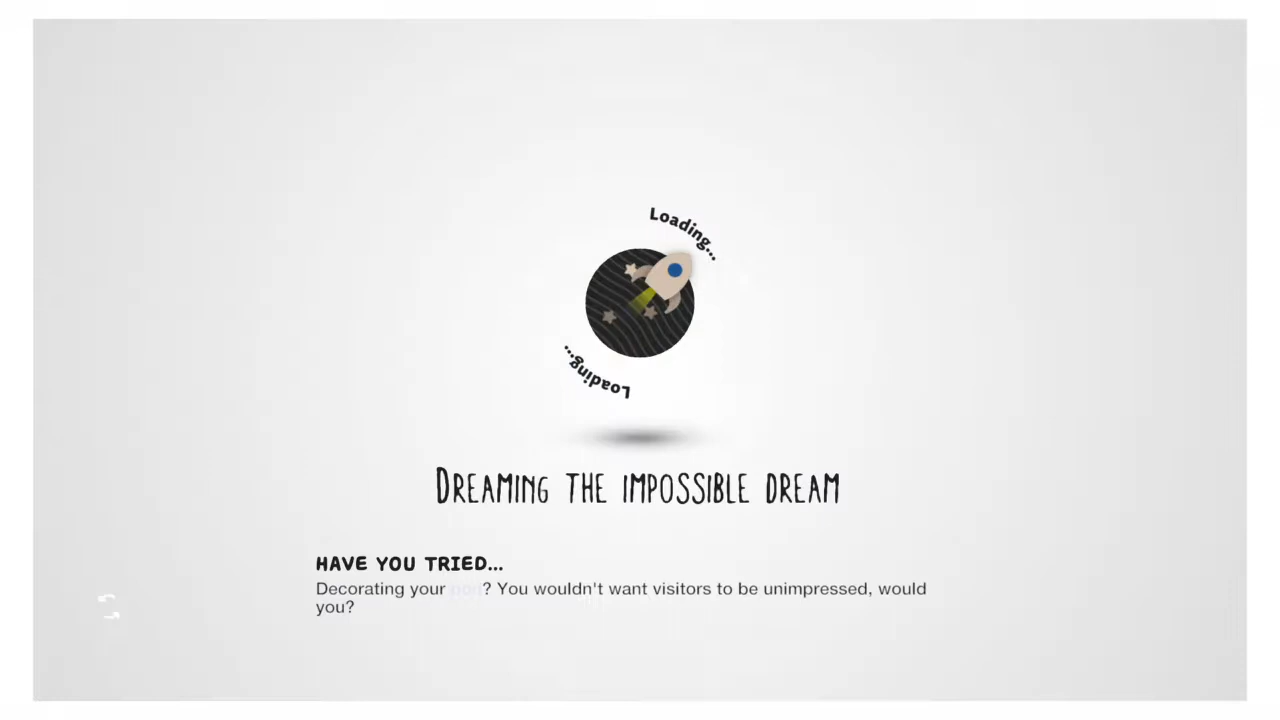 Loading...
Loading...
Dreaming the impossible dream
HAVE YOU TRIED...
Decorating your pod? You wouldn't want visitors to be unimpressed, would
you?